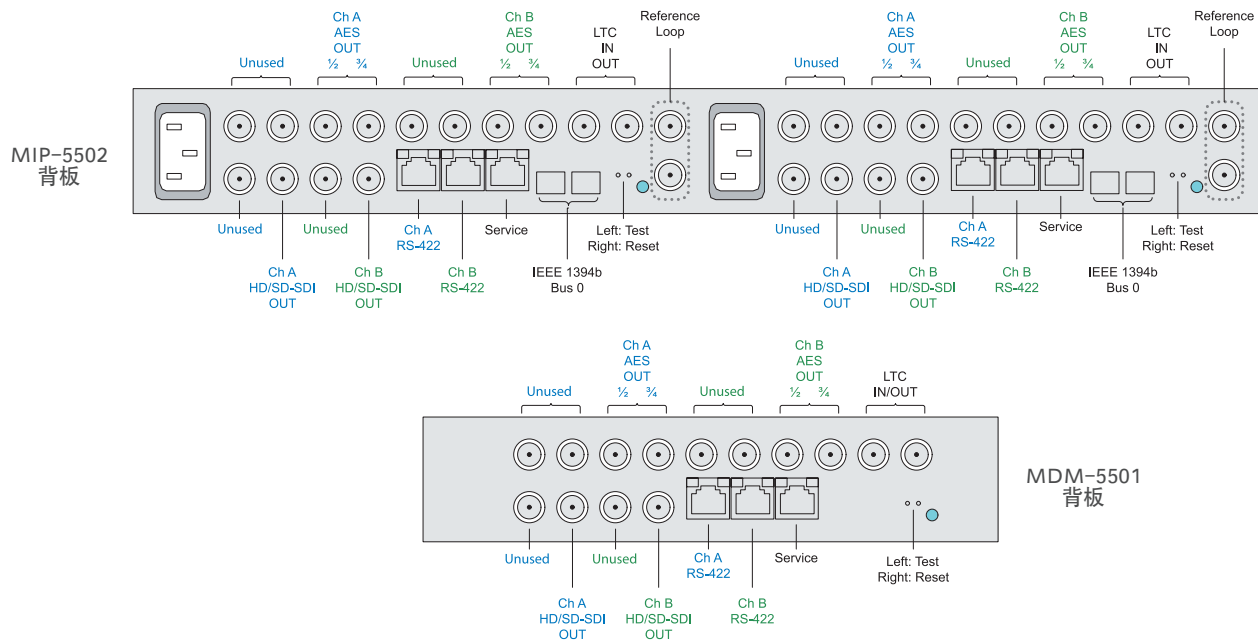 Ch A
AES
OUT
½ ¾
Unused
Unused
Ch B
AES
OUT
½ ¾
LTC
IN
OUT
Reference
Loop
Unused
Ch A
AES
OUT
½ ¾
Unused
Ch B
AES
OUT
½ ¾
LTC
IN
OUT
Reference
Loop
MIP-5502
背板
Unused
Ch A
HD/SD-SDI
OUT
Unused
Ch B
HD/SD-SDI
OUT
Ch A
RS-422
Ch B
RS-422
Service
IEEE 1394b
Bus 0
Left: Test
Right: Reset
Unused
Ch A
HD/SD-SDI
OUT
Unused
Ch B
HD/SD-SDI
OUT
Ch A
RS-422
Ch B
RS-422
Service
IEEE 1394b
Bus 0
Left: Test
Right: Reset
Unused
Ch A
AES
OUT
½ ¾
Unused
Ch B
AES
OUT
½ ¾
LTC
IN/OUT
MDM-5501
背板
Unused
Ch A
HD/SD-SDI
OUT
Unused
Ch B
HD/SD-SDI
OUT
Ch A
RS-422
Ch B
RS-422
Service
Left: Test
Right: Reset